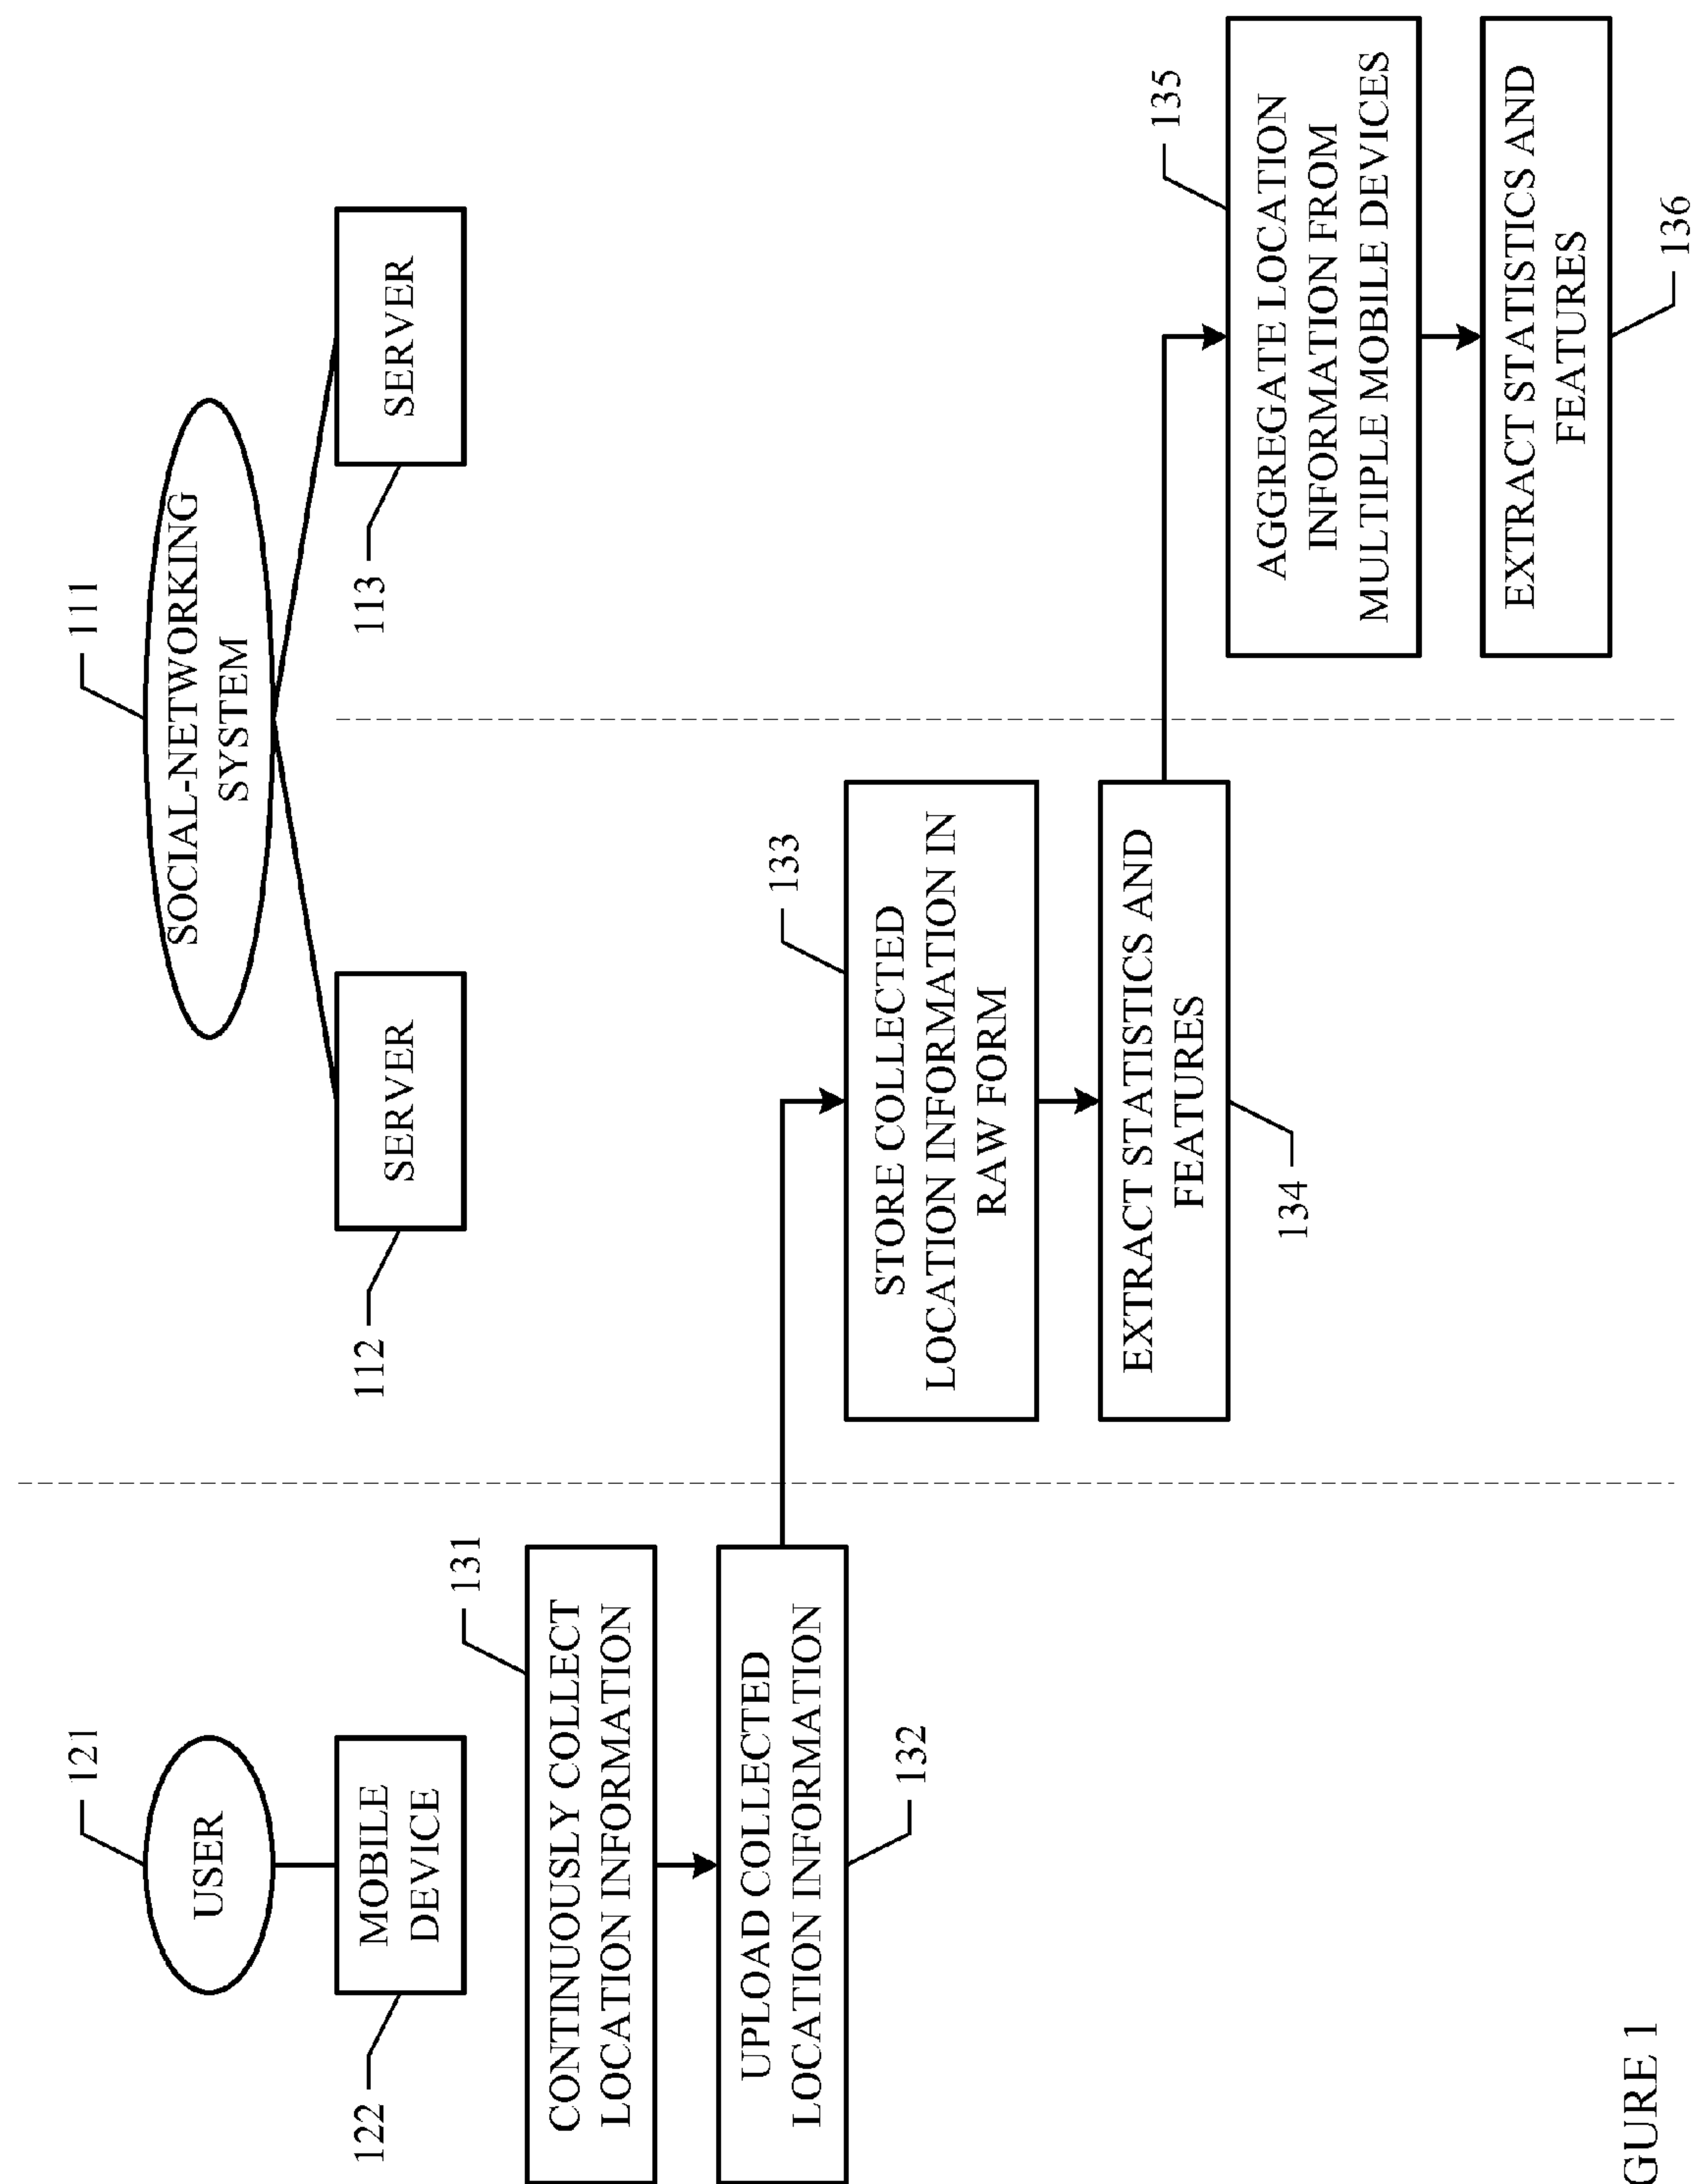 121
USER
MOBILE
DEVICE
122
111
SOCIAL-NETWORKING
SYSTEM
SERVER
112
SERVER
113
131
CONTINUOUSLY COLLECT
LOCATION INFORMATION
UPLOAD COLLECTED
LOCATION INFORMATION
132
133
STORE COLLECTED
LOCATION INFORMATION IN
RAW FORM
EXTRACT STATISTICS AND
FEATURES
134
135
AGGREGATE LOCATION
INFORMATION FROM
MULTIPLE MOBILE DEVICES
EXTRACT STATISTICS AND
FEATURES
136
GURE 1